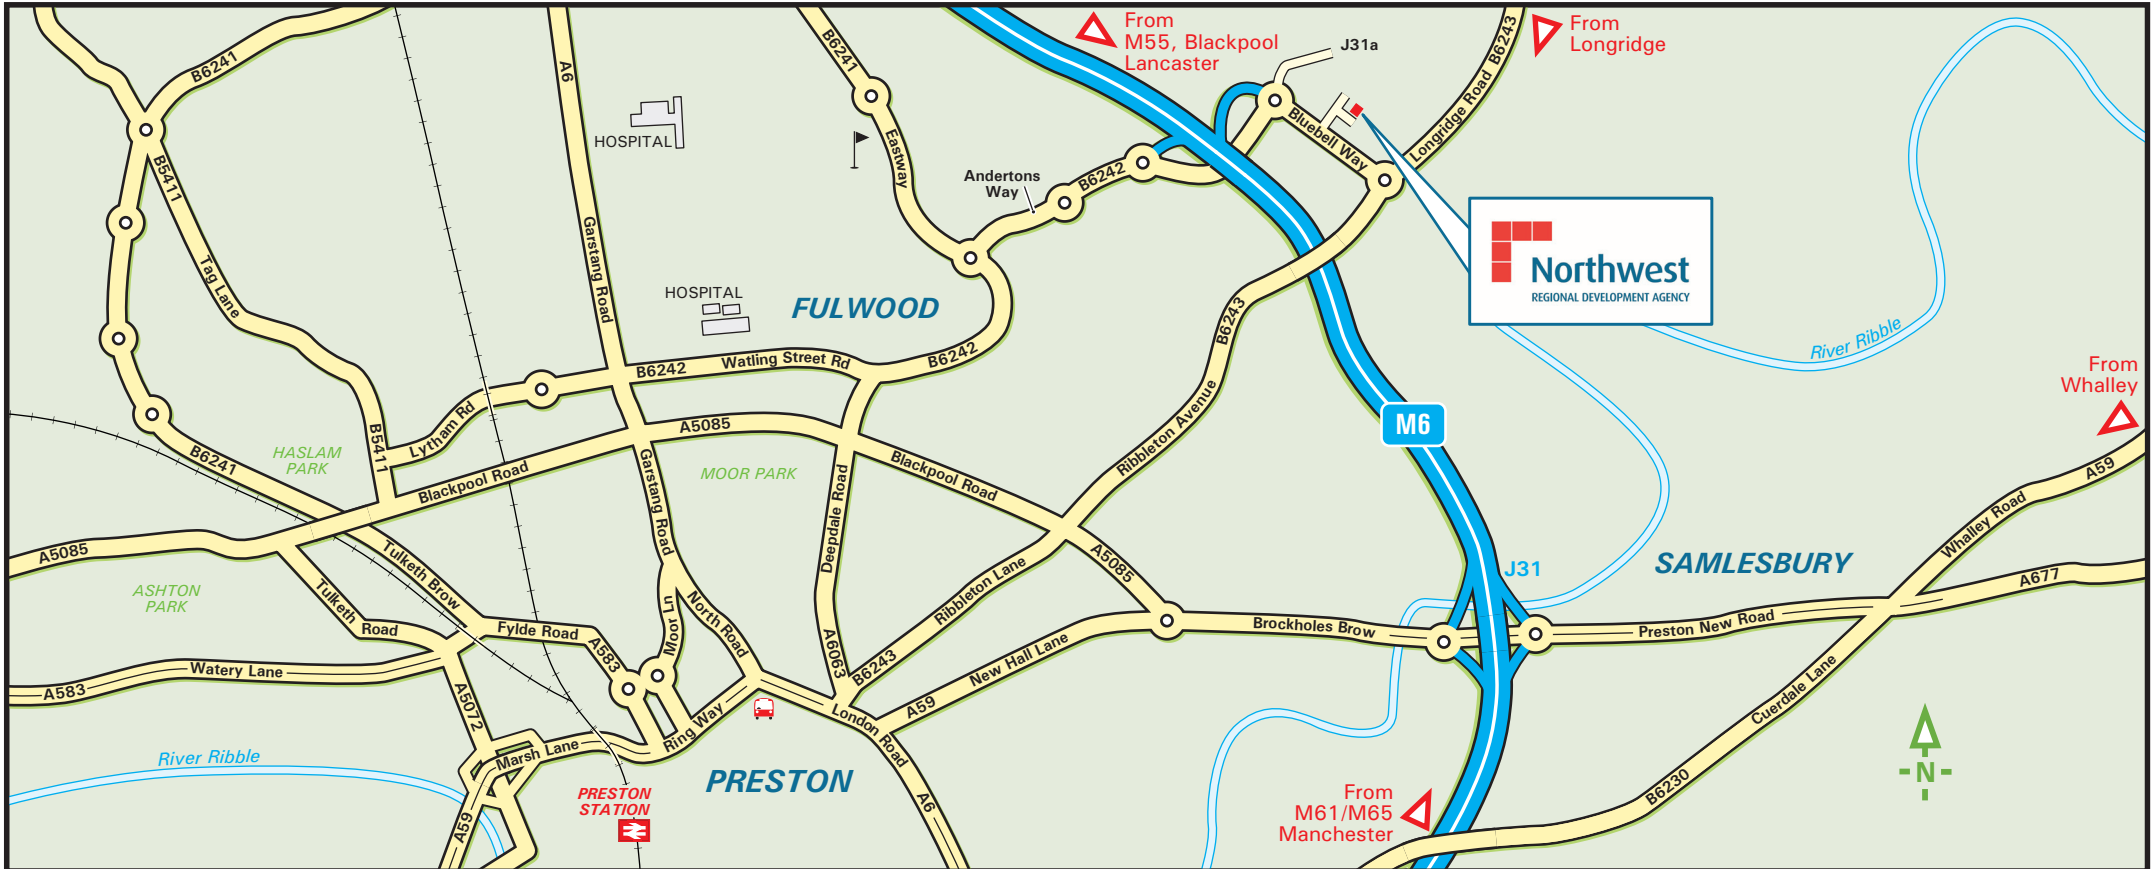 From
M55, Blackpool
Lancaster
From
Longridge
J31a
B6241
A6
B6241
Longridge Road B6243
HOSPITAL
Eastway
Bluebell Way
B5411
Andertons
Way
B6242
Tag Lane
Garstang Road
Northwest
REGIONAL DEVELOPMENT AGENCY
HOSPITAL
FULWOOD
B6243
River Ribble
B6242
Watling Street Rd
B6242
From
Whalley
Lytham Rd
B5411
A5085
Ribbleton Avenue
M6
B6241
HASLAM
PARK
Blackpool Road
Garstang Road
MOOR PARK
Deepdale Road
Blackpool Road
A59
Whalley Road
A5085
Tulketh Brow
A5085
J31
SAMLESBURY
A677
ASHTON
PARK
Tulketh Road
Fylde Road
A583
Moor Ln
North Road
A6063
Ribbleton Lane
Brockholes Brow
Preston New Road
Watery Lane
A583
A5072
B6243
New Hall Lane
A59
Cuerdale Lane
Ring Way
London Road
Marsh Lane
River Ribble
PRESTON
PRESTON
STATION
A59
A6
From
M61/M65
Manchester
B6230
N